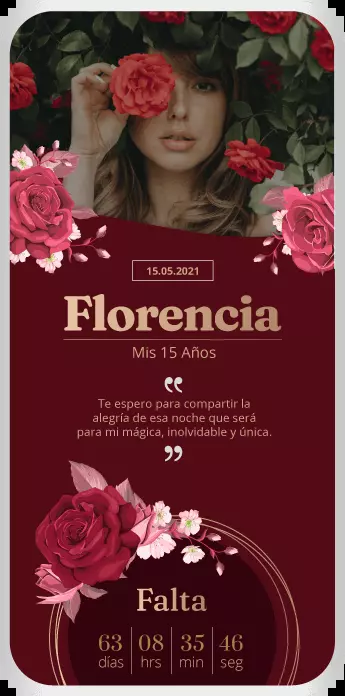 15.05.2021
Florencia
Mis 15 Años
“
Te espero para compartir la
alegría de esa noche que será
para mi mágica, inolvidable y única.
”
Falta
63 08 35 46
días hrs min seg